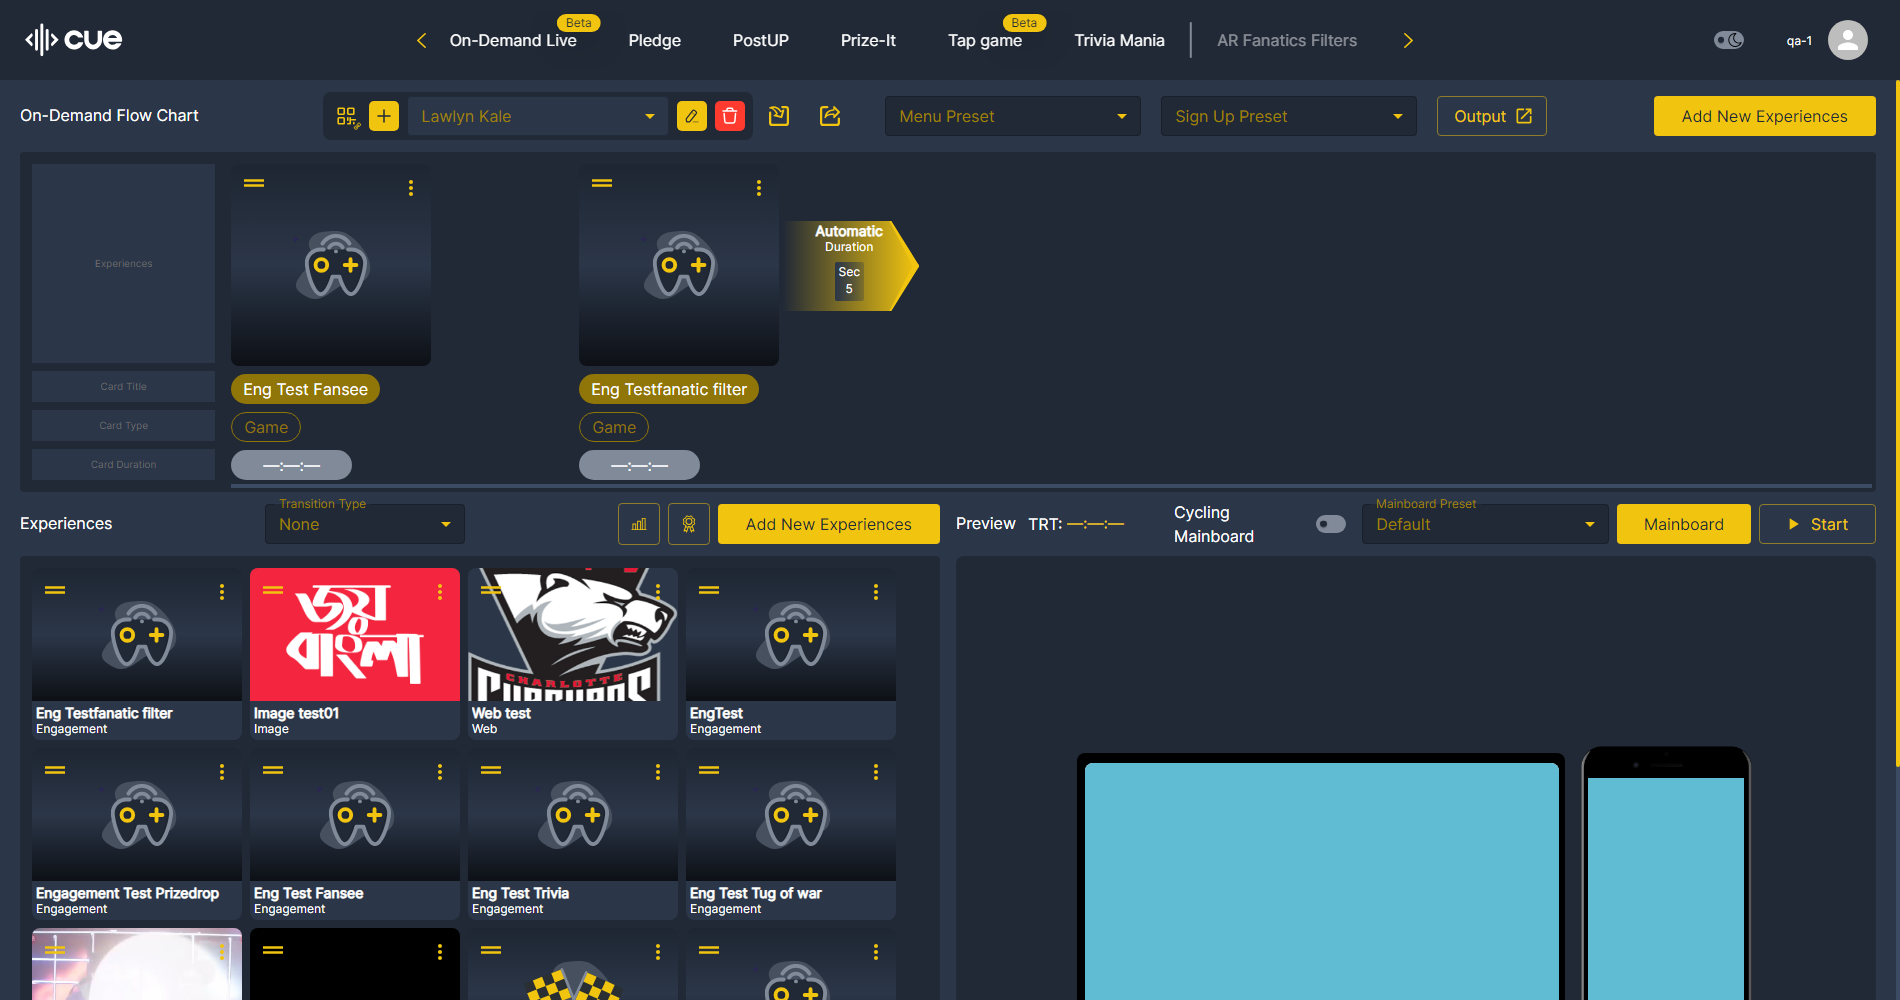 cue
Beta
Beta
On-Demand Live
Pledge
PostUP
Prize-It
Tap game
Trivia Mania
AR Fanatics Filters
qa-1
On-Demand Flow Chart
Lawlyn Kale
Menu Preset
Sign Up Preset
Output
Add New Experiences
Experiences
Automatic
Duration
Sec
5
Card Title
Eng Test Fansee
Eng Testfanatic filter
Card Type
Game
Game
Card Duration
—:—:—
—:—:—
Experiences
Transition Type
None
Add New Experiences
Preview
TRT: —:—:—
Cycling
Mainboard
Mainboard Preset
Default
Mainboard
Start
জয়
বাংলা
CHARLOTTE
Eng Testfanatic filter
Engagement
Image test01
Image
Web test
Web
EngTest
Engagement
Engagement Test Prizedrop
Engagement
Eng Test Fansee
Engagement
Eng Test Trivia
Engagement
Eng Test Tug of war
Engagement